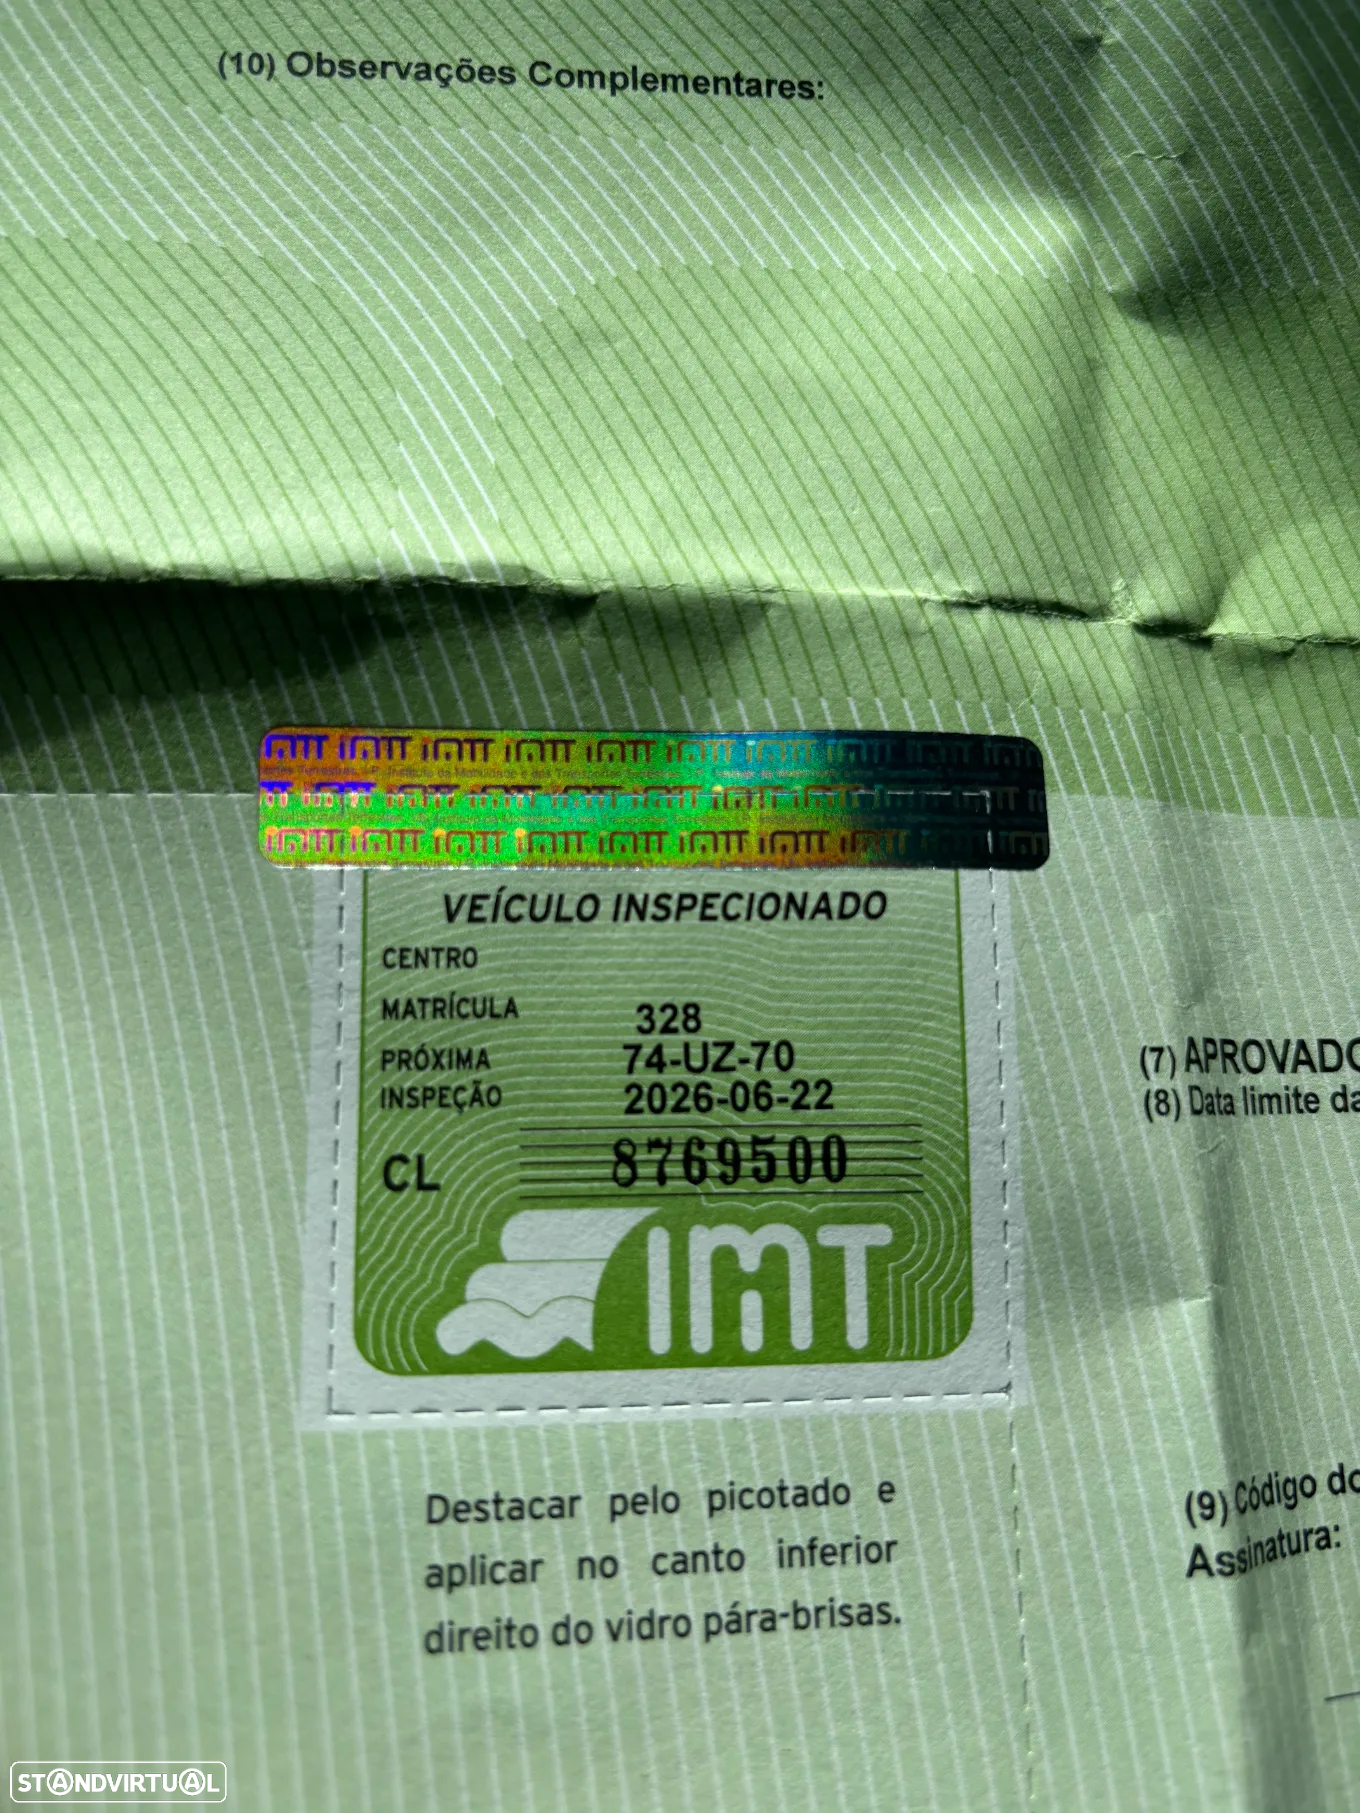 (10) Observações Complementares:
VEÍCULO INSPECIONADO
CENTRO
MATRÍCULA 328
PRÓXIMA 74-UZ-70
INSPEÇÃO 2026-06-22
CL 8769500
IMT
(7) APROVADO
(8) Data limite da
Destacar pelo picotado e
aplicar no canto inferior
direito do vidro pára-brisas.
(9) Código do
Assinatura:
STANDVIRTUAL